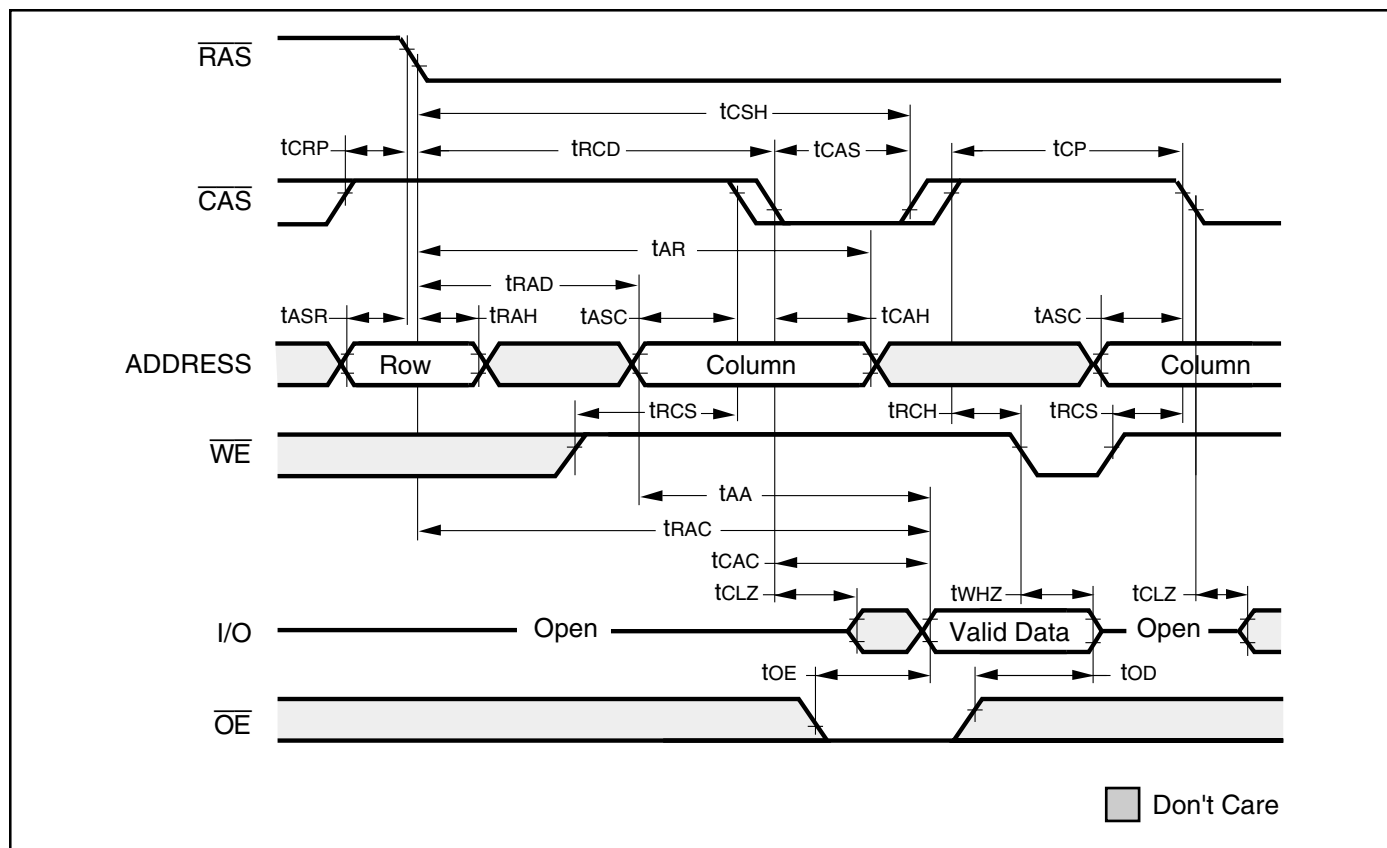 RAS
tCSH
tCRP
tRCD
tCAS
tCP
CAS
tAR
tRAD
tASR
tRAH
tASC
tCAH
tASC
ADDRESS
Row
Column
Column
tRCS
tRCH
tRCS
WE
tAA
tRAC
tCAC
tCLZ
tWHZ
tCLZ
I/O
Open
Valid Data
Open
tOE
tOD
OE
Don't Care